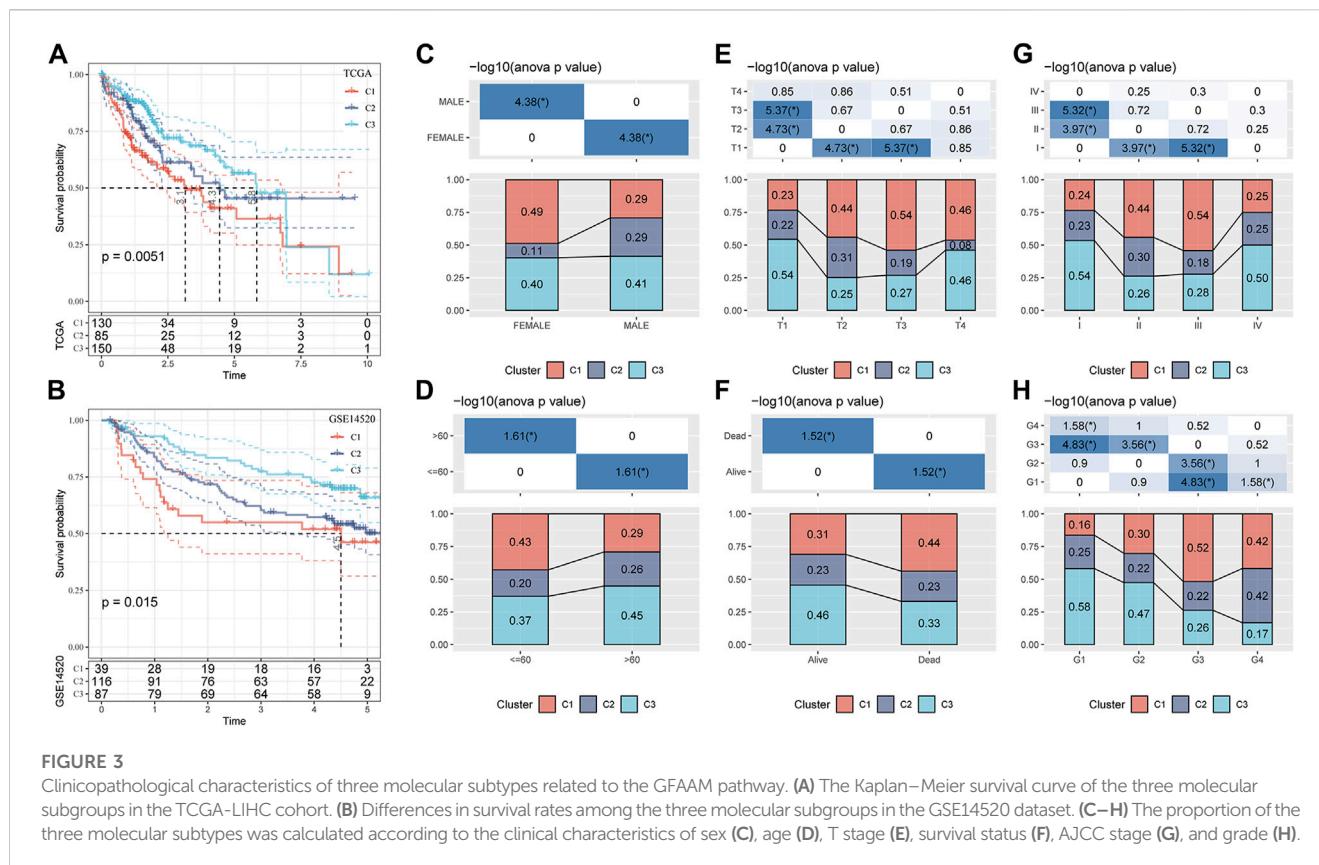 A
TCGA
C1
C2
C3
Survival probability
1.00
0.75
0.50
0.25
0.00
3.1
4.3
5.8
p = 0.0051
TCGA
C1 130 34 9 3 0
C2 85 25 12 3 0
C3 150 48 19 2 1
0 2.5 5 7.5 10
Time
B
GSE14520
C1
C2
C3
Survival probability
1.00
0.75
0.50
0.25
0.00
4.5
p = 0.015
GSE14520
C1 39 28 19 18 16 3
C2 116 91 76 63 57 22
C3 87 79 69 64 58 9
0 1 2 3 4 5
Time
C
−log10(anova p value)
MALE 4.38(*) 0
FEMALE 0 4.38(*)
1.00
0.75
0.50
0.25
0.00
0.49 0.29
0.11 0.29
0.40 0.41
FEMALE MALE
Cluster C1 C2 C3
D
−log10(anova p value)
>60 1.61(*) 0
<=60 0 1.61(*)
1.00
0.75
0.50
0.25
0.00
0.43 0.29
0.20 0.26
0.37 0.45
<=60 >60
Cluster C1 C2 C3
E
−log10(anova p value)
T4 0.85 0.86 0.51 0
T3 5.37(*) 0.67 0 0.51
T2 4.73(*) 0 0.67 0.86
T1 0 4.73(*) 5.37(*) 0.85
1.00
0.75
0.50
0.25
0.00
0.23 0.44 0.54 0.46
0.22 0.31 0.19 0.08
0.54 0.25 0.27 0.46
T1 T2 T3 T4
Cluster C1 C2 C3
F
−log10(anova p value)
Dead 1.52(*) 0
Alive 0 1.52(*)
1.00
0.75
0.50
0.25
0.00
0.31 0.44
0.23 0.23
0.46 0.33
Alive Dead
Cluster C1 C2 C3
G
−log10(anova p value)
IV 0 0.25 0.3 0
III 5.32(*) 0.72 0 0.3
II 3.97(*) 0 0.72 0.25
I 0 3.97(*) 5.32(*) 0
1.00
0.75
0.50
0.25
0.00
0.24 0.44 0.54 0.25
0.23 0.30 0.18 0.25
0.54 0.26 0.28 0.50
I II III IV
Cluster C1 C2 C3
H
−log10(anova p value)
G4 1.58(*) 1 0.52 0
G3 4.83(*) 3.56(*) 0 0.52
G2 0.9 0 3.56(*) 1
G1 0 0.9 4.83(*) 1.58(*)
1.00
0.75
0.50
0.25
0.00
0.16 0.30 0.52 0.42
0.25 0.22 0.22 0.42
0.58 0.47 0.26 0.17
G1 G2 G3 G4
Cluster C1 C2 C3
FIGURE 3
Clinicopathological characteristics of three molecular subtypes related to the GFAAM pathway. (A) The Kaplan–Meier survival curve of the three molecular
subgroups in the TCGA-LIHC cohort. (B) Differences in survival rates among the three molecular subgroups in the GSE14520 dataset. (C–H) The proportion of the
three molecular subtypes was calculated according to the clinical characteristics of sex (C), age (D), T stage (E), survival status (F), AJCC stage (G), and grade (H).